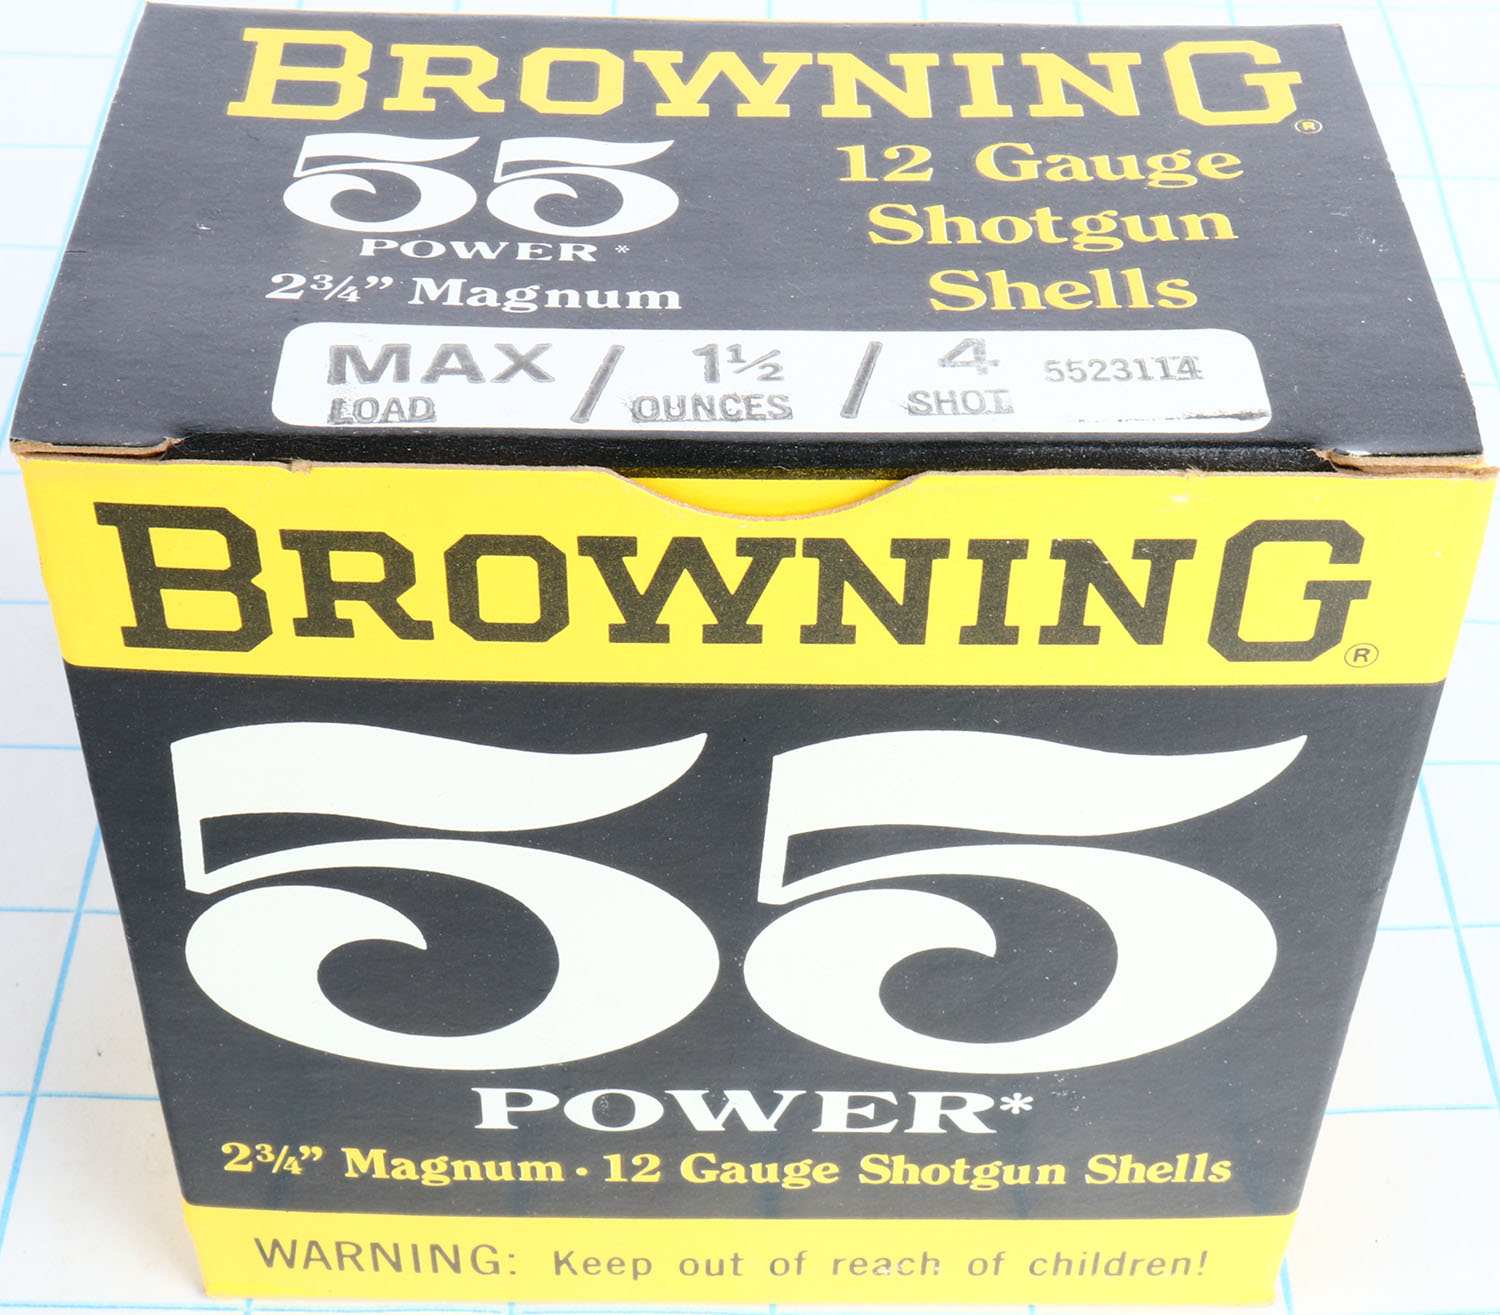 BROWNING®
55
POWER*
2¾” Magnum
12 Gauge
Shotgun
Shells
MAX / 1½ / 4 5523114
LOAD OUNCES SHOT
BROWNING®
55
POWER*
2¾” Magnum · 12 Gauge Shotgun Shells
WARNING: Keep out of reach of children!